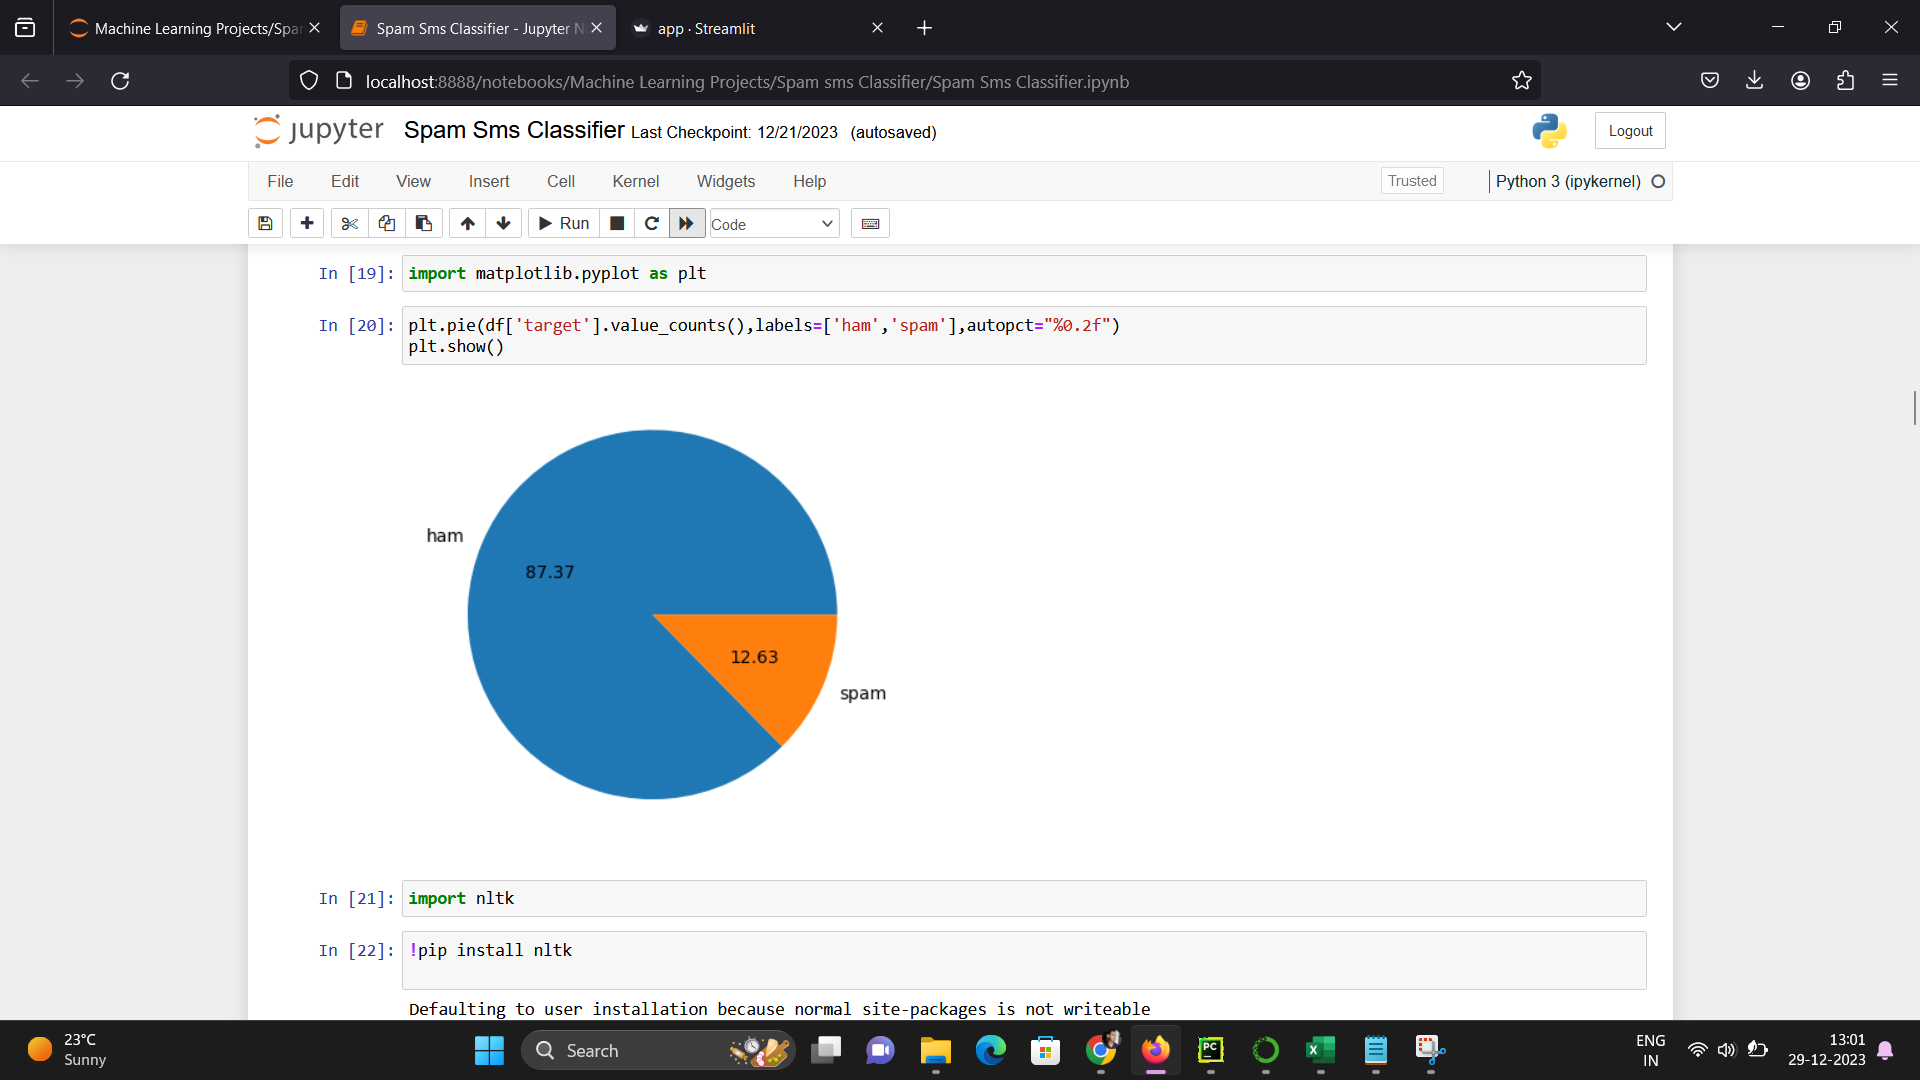 Machine Learning Projects/Spar
Spam Sms Classifier - Jupyter N
app · Streamlit
localhost:8888/notebooks/Machine Learning Projects/Spam sms Classifier/Spam Sms Classifier.ipynb
jupyter Spam Sms Classifier Last Checkpoint: 12/21/2023 (autosaved)
Logout
File Edit View Insert Cell Kernel Widgets Help
Trusted
Python 3 (ipykernel)
Run
Code
In [19]: import matplotlib.pyplot as plt
In [20]: plt.pie(df['target'].value_counts(),labels=['ham','spam'],autopct="%0.2f")
plt.show()
ham
87.37
12.63
spam
In [21]: import nltk
In [22]: !pip install nltk
Defaulting to user installation because normal site-packages is not writeable
23°C
Sunny
Search
PC
X
ENG
IN
13:01
29-12-2023